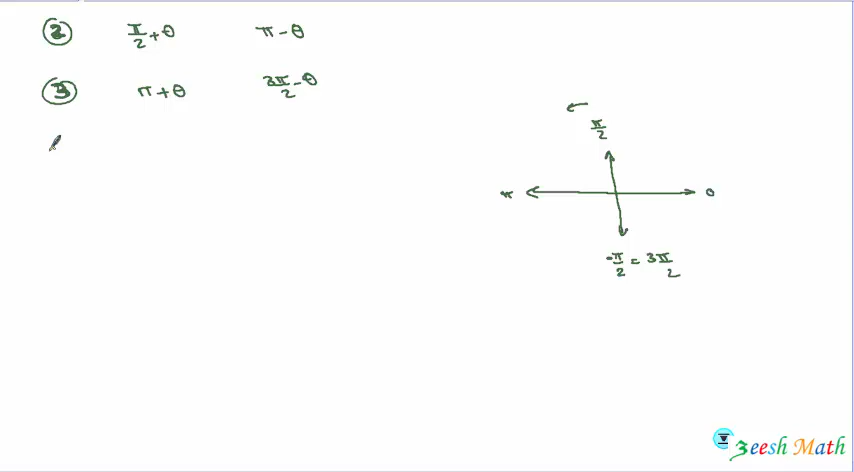 ② π/2 + θ π - θ
③ π + θ 3π/2 - θ
π/2
π 0
-π/2 = 3π/2
Zeesh Math